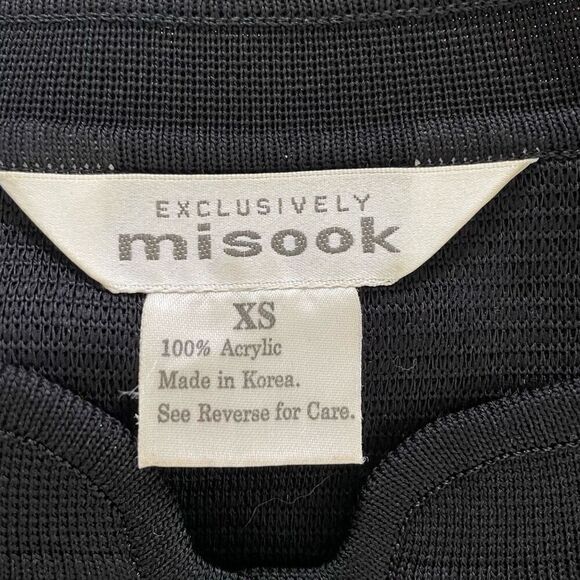 EXCLUSIVELY
misook
XS
100% Acrylic
Made in Korea.
See Reverse for Care.